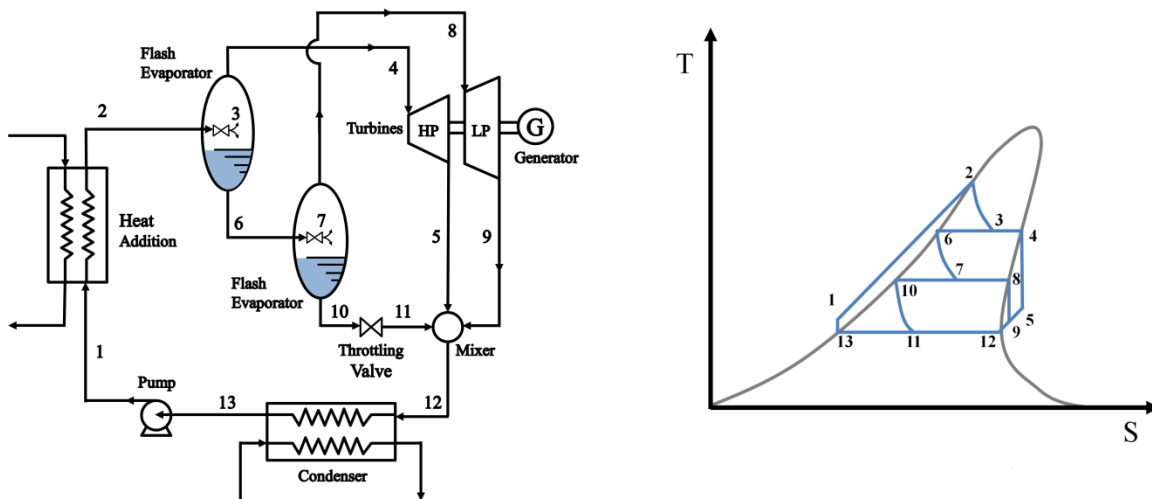 Flash
Evaporator
2
3
4
8
Turbines
HP
LP
G
Generator
Heat
Addition
6
7
5
9
Flash
Evaporator
10
11
Throttling
Valve
Mixer
1
Pump
13
12
Condenser
T
2
6
3
4
7
10
8
1
5
9
13
11
12
S